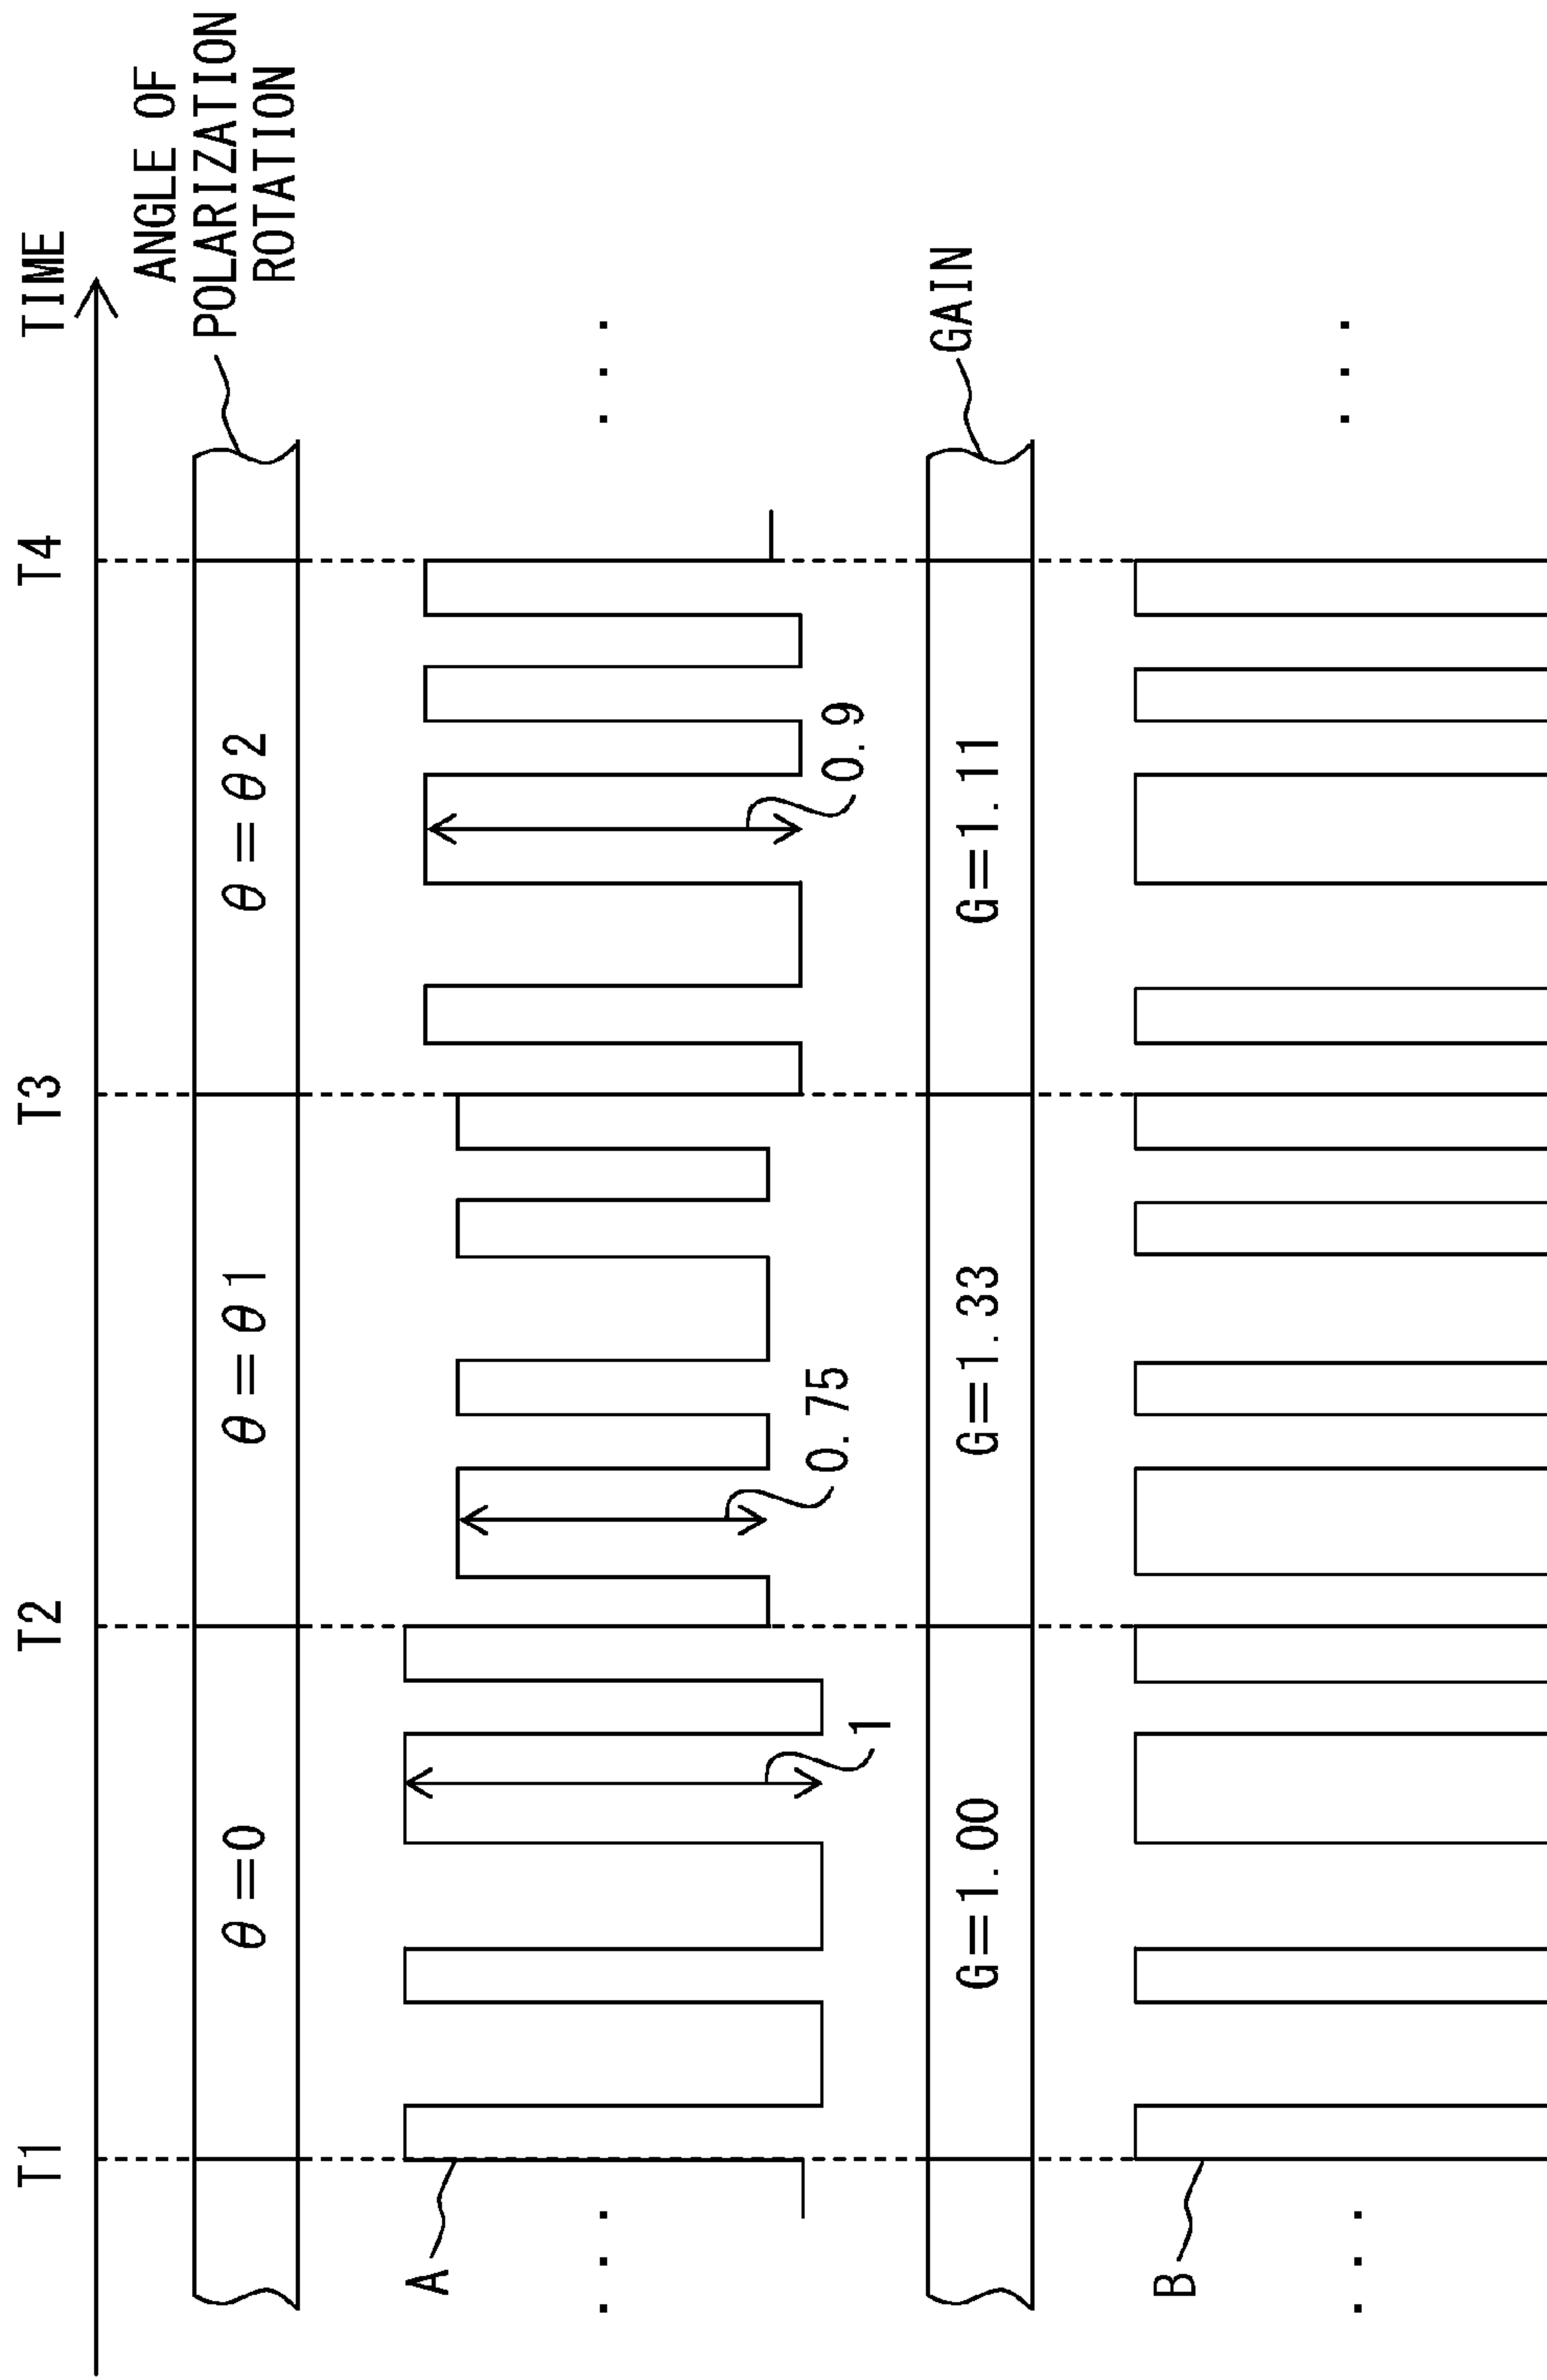 T1
T2
T3
T4
TIME
ANGLE OF
POLARIZATION
ROTATION
θ=0
θ=θ1
θ=θ2
A
1
0.75
0.9
GAIN
G=1.00
G=1.33
G=1.11
B